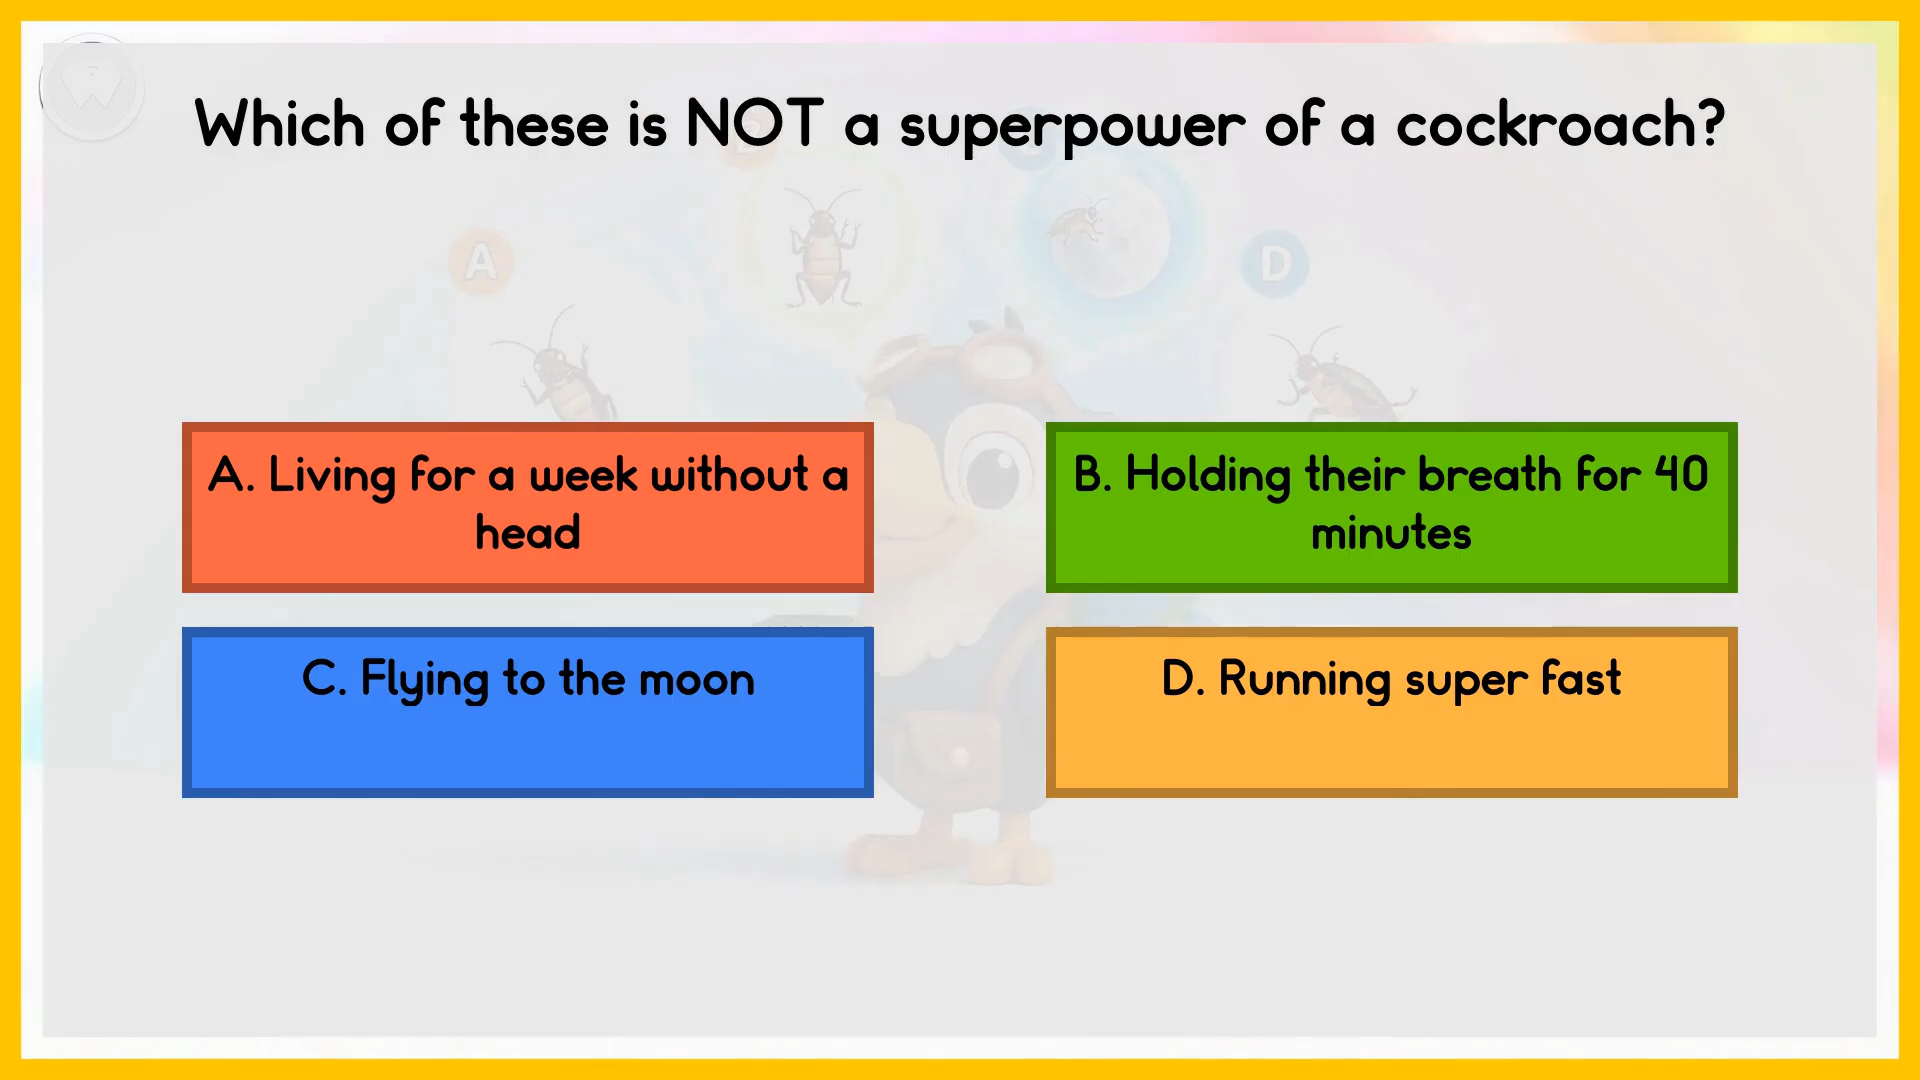 Which of these is NOT a superpower of a cockroach?
A
D
A. Living for a week without a
head
B. Holding their breath for 40
minutes
C. Flying to the moon
D. Running super fast